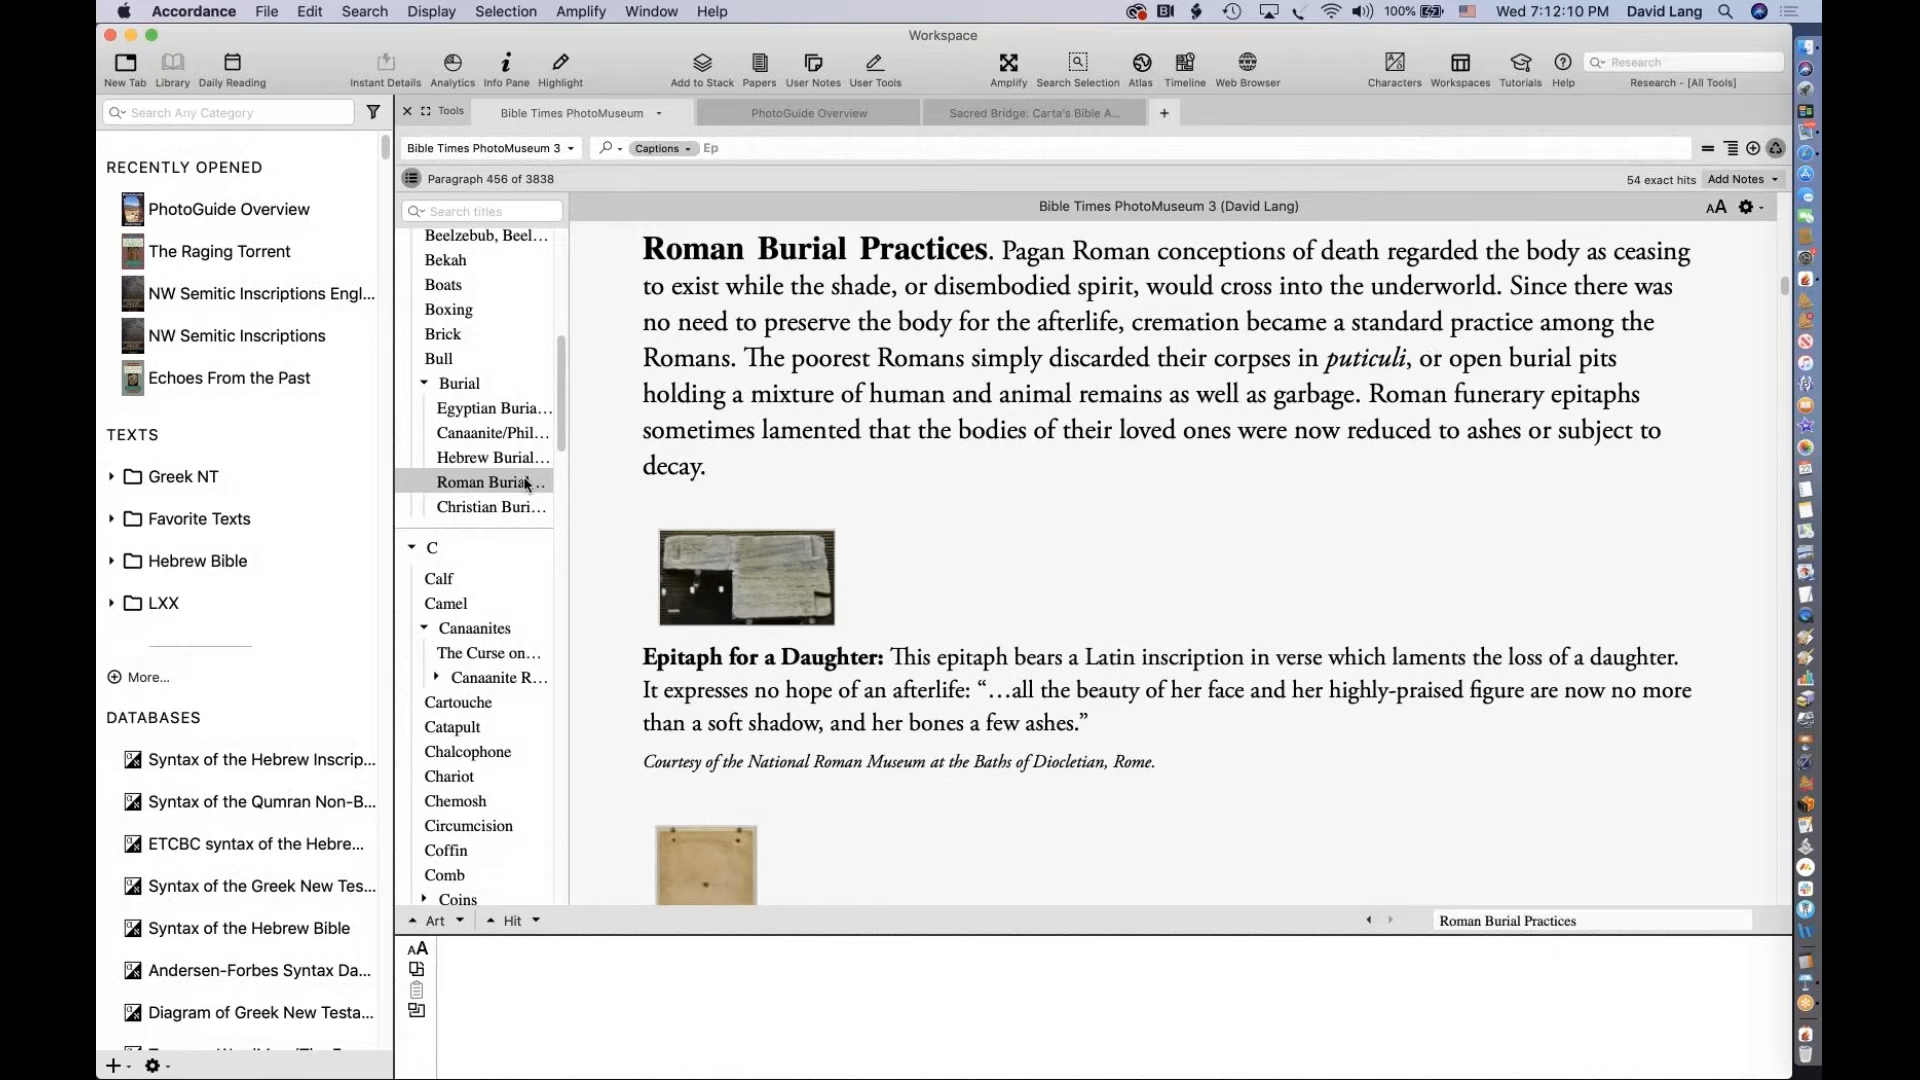 Accordance File Edit Search Display Selection Amplify Window Help 100% Wed 7:12:10 PM David Lang
Workspace
New Tab Library Daily Reading Instant Details Analytics Info Pane Highlight Add to Stack Papers User Notes User Tools Amplify Search Selection Atlas Timeline Web Browser Characters Workspaces Tutorials Help Research
Research - [All Tools]
Search Any Category
Tools Bible Times PhotoMuseum PhotoGuide Overview Sacred Bridge: Carta's Bible A...
Bible Times PhotoMuseum 3 Captions Ep
Paragraph 456 of 3838 54 exact hits Add Notes
Search titles
Bible Times PhotoMuseum 3 (David Lang)
RECENTLY OPENED
PhotoGuide Overview
The Raging Torrent
NW Semitic Inscriptions Engl...
NW Semitic Inscriptions
Echoes From the Past
TEXTS
Greek NT
Favorite Texts
Hebrew Bible
LXX
More...
DATABASES
Syntax of the Hebrew Inscrip...
Syntax of the Qumran Non-B...
ETCBC syntax of the Hebre...
Syntax of the Greek New Tes...
Syntax of the Hebrew Bible
Andersen-Forbes Syntax Da...
Diagram of Greek New Testa...
Beelzebub, Beel...
Bekah
Boats
Boxing
Brick
Bull
Burial
Egyptian Buria...
Canaanite/Phil...
Hebrew Burial...
Roman Burial...
Christian Buri...
C
Calf
Camel
Canaanites
The Curse on...
Canaanite R...
Cartouche
Catapult
Chalcophone
Chariot
Chemosh
Circumcision
Coffin
Comb
Coins
Roman Burial Practices. Pagan Roman conceptions of death regarded the body as ceasing
to exist while the shade, or disembodied spirit, would cross into the underworld. Since there was
no need to preserve the body for the afterlife, cremation became a standard practice among the
Romans. The poorest Romans simply discarded their corpses in puticuli, or open burial pits
holding a mixture of human and animal remains as well as garbage. Roman funerary epitaphs
sometimes lamented that the bodies of their loved ones were now reduced to ashes or subject to
decay.
Epitaph for a Daughter: This epitaph bears a Latin inscription in verse which laments the loss of a daughter.
It expresses no hope of an afterlife: “…all the beauty of her face and her highly-praised figure are now no more
than a soft shadow, and her bones a few ashes.”
Courtesy of the National Roman Museum at the Baths of Diocletian, Rome.
Art Hit Roman Burial Practices
AA